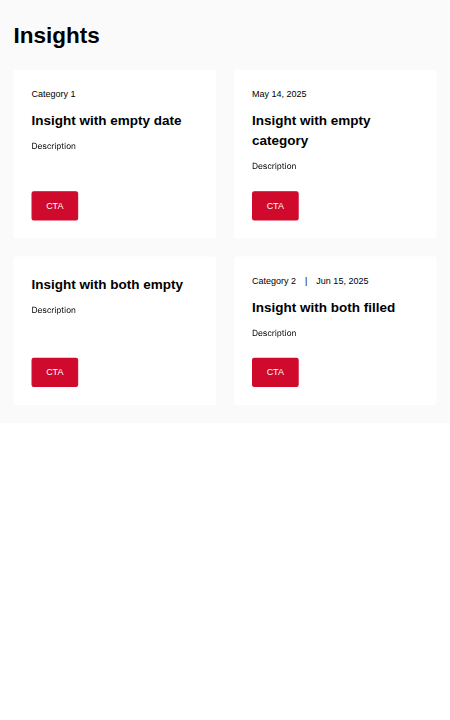 Insights
Category 1
Insight with empty date
Description
CTA
May 14, 2025
Insight with empty
category
Description
CTA
Insight with both empty
Description
CTA
Category 2 | Jun 15, 2025
Insight with both filled
Description
CTA